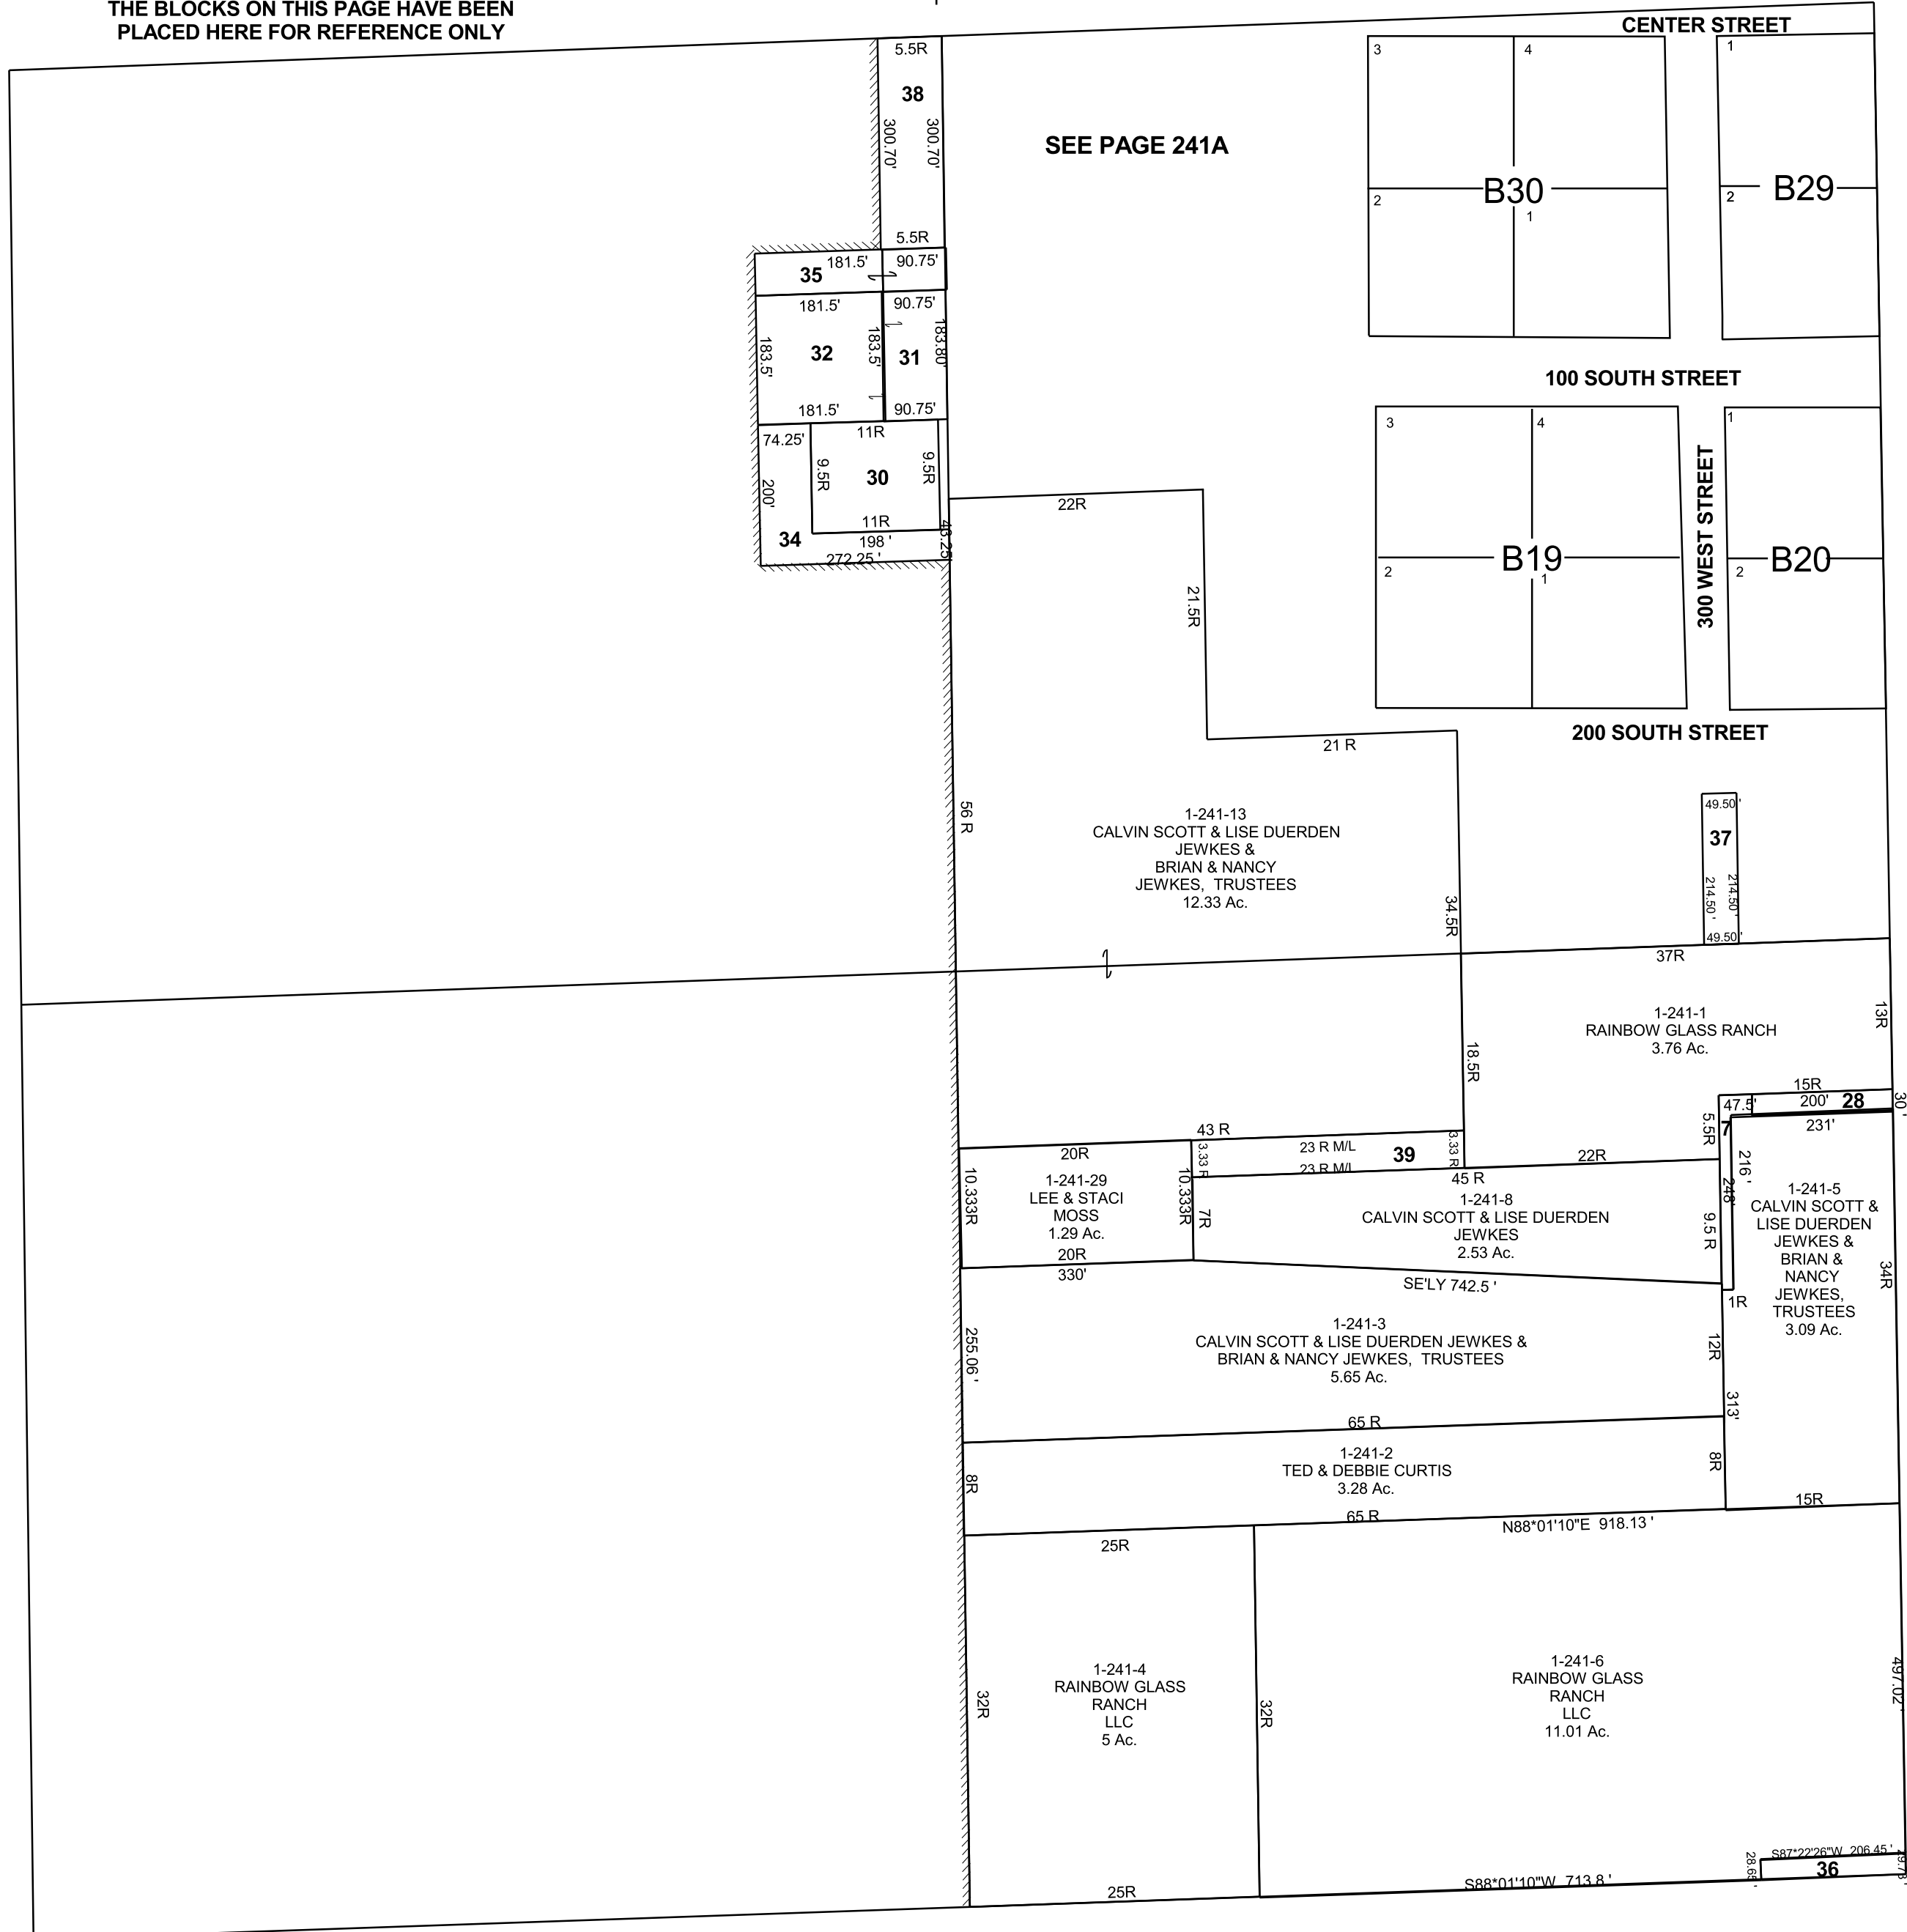 THE BLOCKS ON THIS PAGE HAVE BEEN
PLACED HERE FOR REFERENCE ONLY
CENTER STREET
5.5R
38
300.70'
300.70'
5.5R
SEE PAGE 241A
3
4
B30
2
1
1
B29
2
35
181.5'
90.75'
181.5'
90.75'
183.5'
32
183.5'
31
183.80'
181.5'
90.75'
100 SOUTH STREET
74.25'
11R
9.5R
30
9.5R
200'
11R
34
198 '
272.25 '
3
4
B19
2
1
300 WEST STREET
1
B20
2
22R
21.5R
21 R
200 SOUTH STREET
56 R
1-241-13
CALVIN SCOTT & LISE DUERDEN
JEWKES &
BRIAN & NANCY
JEWKES, TRUSTEES
12.33 Ac.
34.5R
49.50 '
37
214.50 '
214.50 '
49.50 '
37R
1-241-1
RAINBOW GLASS RANCH
3.76 Ac.
13R
18.5R
15R
47.5'
200'
28
30 '
5.5R
7
231'
43 R
20R
3.33 R
23 R M/L
39
3.33 R
23 R M/L
22R
45 R
10.333R
1-241-29
LEE & STACI
MOSS
1.29 Ac.
10.333R
20R
330'
7R
1-241-8
CALVIN SCOTT & LISE DUERDEN
JEWKES
2.53 Ac.
9.5 R
248'
216 '
1-241-5
CALVIN SCOTT &
LISE DUERDEN
JEWKES &
BRIAN &
NANCY
JEWKES,
TRUSTEES
3.09 Ac.
34R
SE'LY 742.5 '
1R
255.06 '
1-241-3
CALVIN SCOTT & LISE DUERDEN JEWKES &
BRIAN & NANCY JEWKES, TRUSTEES
5.65 Ac.
12R
313'
65 R
8R
1-241-2
TED & DEBBIE CURTIS
3.28 Ac.
8R
65 R
15R
N88*01'10"E 918.13 '
25R
32R
1-241-4
RAINBOW GLASS
RANCH
LLC
5 Ac.
32R
1-241-6
RAINBOW GLASS
RANCH
LLC
11.01 Ac.
497.02 '
25R
S88*01'10"W 713.8 '
S87*22'26"W 206.45 '
36